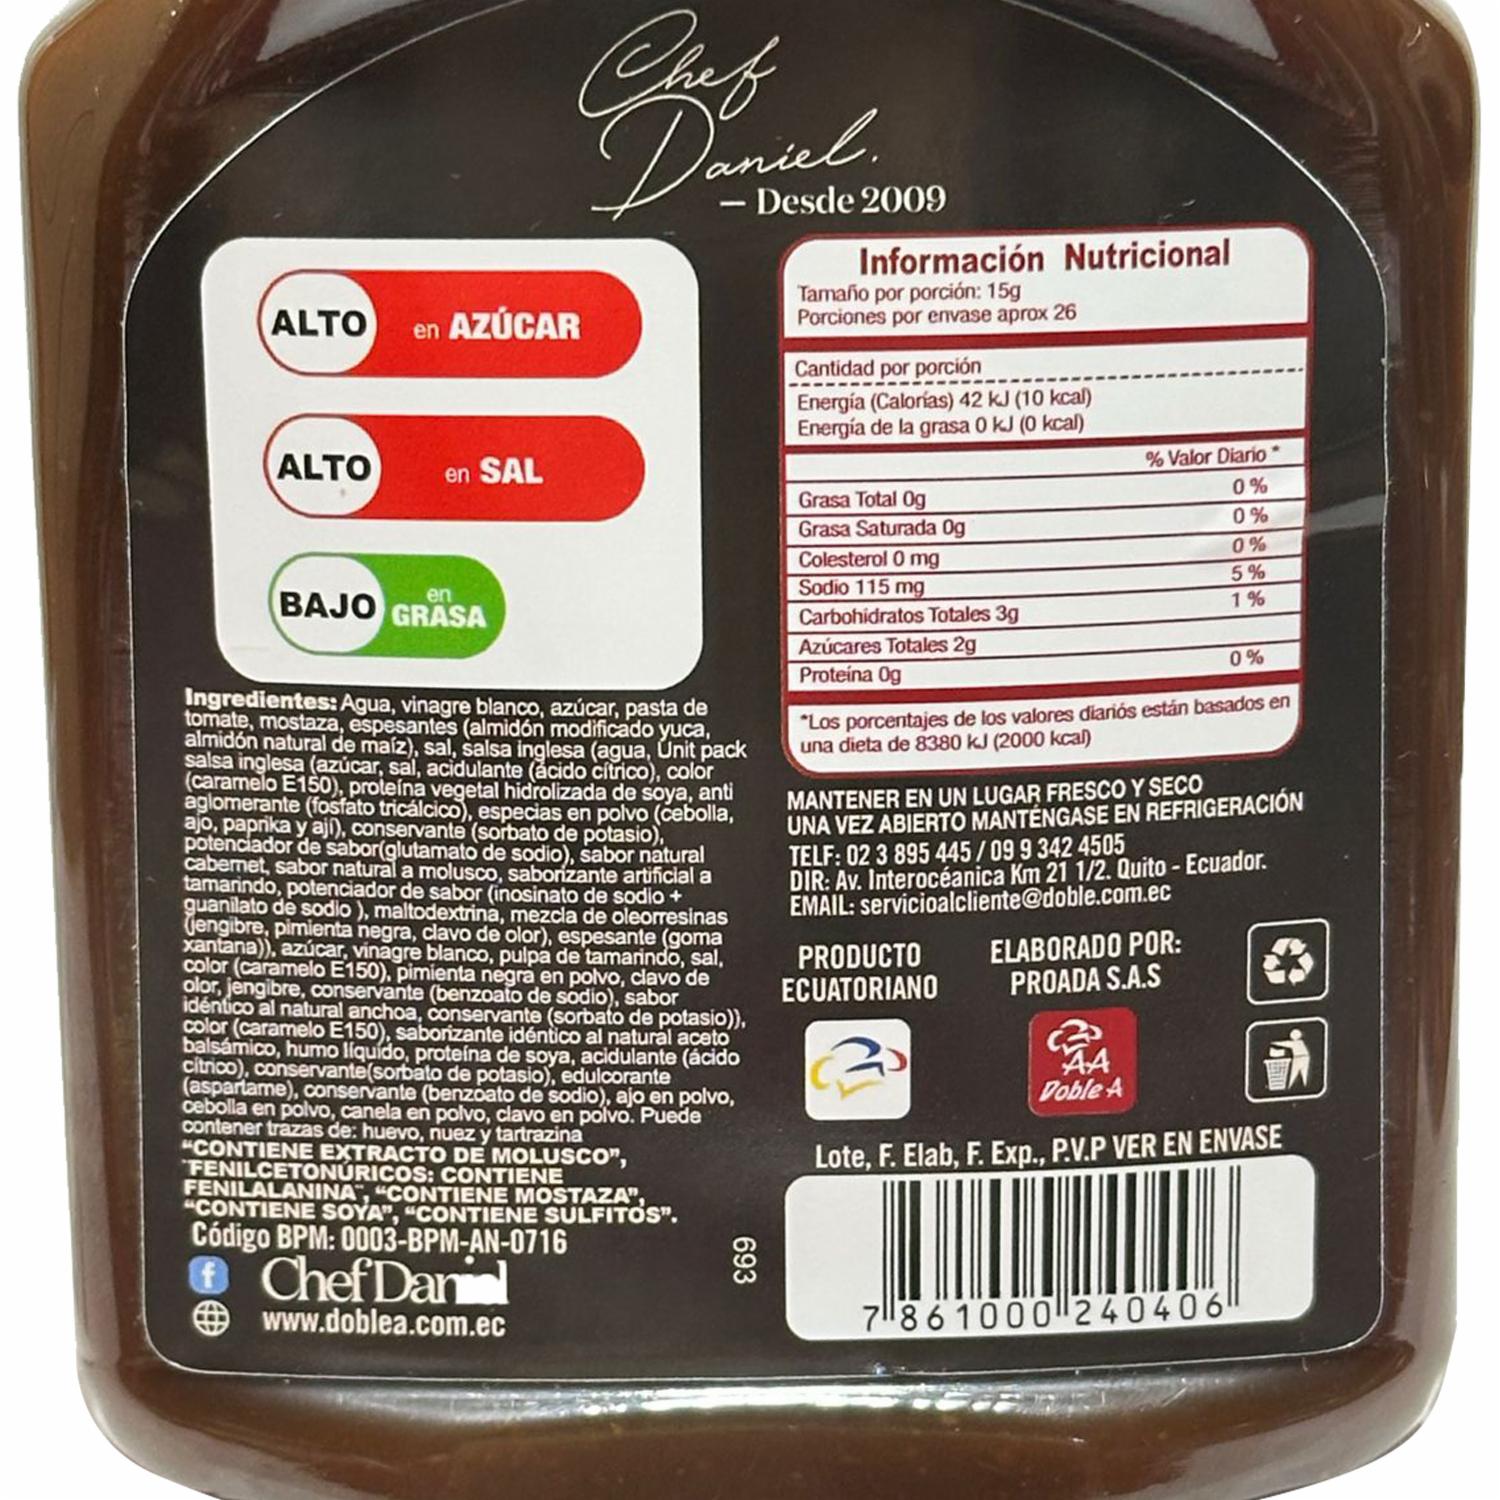 Chef
Daniel.
– Desde 2009
ALTO en AZÚCAR
ALTO en SAL
BAJO en GRASA
Ingredientes: Agua, vinagre blanco, azúcar, pasta de
tomate, mostaza, espesantes (almidón modificado yuca,
almidón natural de maíz), sal, salsa inglesa (agua, Unit pack
salsa inglesa (azúcar, sal, acidulante (ácido cítrico), color
(caramelo E150), proteína vegetal hidrolizada de soya, anti
aglomerante (fosfato tricálcico), especias en polvo (cebolla,
ajo, paprika y ají), conservante (sorbato de potasio),
potenciador de sabor(glutamato de sodio), sabor natural
cabernet, sabor natural a molusco, saborizante artificial a
tamarindo, potenciador de sabor (inosinato de sodio +
guanilato de sodio ), maltodextrina, mezcla de oleorresinas
(jengibre, pimienta negra, clavo de olor), espesante (goma
xantana)), azúcar, vinagre blanco, pulpa de tamarindo, sal,
color (caramelo E150), pimienta negra en polvo, clavo de
olor, jengibre, conservante (benzoato de sodio), sabor
idéntico al natural anchoa, conservante (sorbato de potasio)),
color (caramelo E150), saborizante idéntico al natural aceto
balsámico, humo líquido, proteína de soya, acidulante (ácido
cítrico), conservante(sorbato de potasio), edulcorante
(aspartame), conservante (benzoato de sodio), ajo en polvo,
cebolla en polvo, canela en polvo, clavo en polvo. Puede
contener trazas de: huevo, nuez y tartrazina
"CONTIENE EXTRACTO DE MOLUSCO",
"FENILCETONÚRICOS: CONTIENE
FENILALANINA", "CONTIENE MOSTAZA",
"CONTIENE SOYA", "CONTIENE SULFITOS".
Código BPM: 0003-BPM-AN-0716
f
www.doblea.com.ec
693
Información Nutricional
Tamaño por porción: 15g
Porciones por envase aprox 26
Cantidad por porción
Energía (Calorías) 42 kJ (10 kcal)
Energía de la grasa 0 kJ (0 kcal)
% Valor Diario *
Grasa Total 0g 0 %
Grasa Saturada 0g 0 %
Colesterol 0 mg 0 %
Sodio 115 mg 5 %
Carbohidratos Totales 3g 1 %
Azúcares Totales 2g
Proteína 0g 0 %
*Los porcentajes de los valores diariós están basados en
una dieta de 8380 kJ (2000 kcal)
MANTENER EN UN LUGAR FRESCO Y SECO
UNA VEZ ABIERTO MANTÉNGASE EN REFRIGERACIÓN
TELF: 02 3 895 445 / 09 9 342 4505
DIR: Av. Interocéanica Km 21 1/2. Quito - Ecuador.
EMAIL: servicioalcliente@doble.com.ec
PRODUCTO
ECUATORIANO
ELABORADO POR:
PROADA S.A.S
AA
Doble A
Lote, F. Elab, F. Exp., P.V.P VER EN ENVASE
7 861000 240406